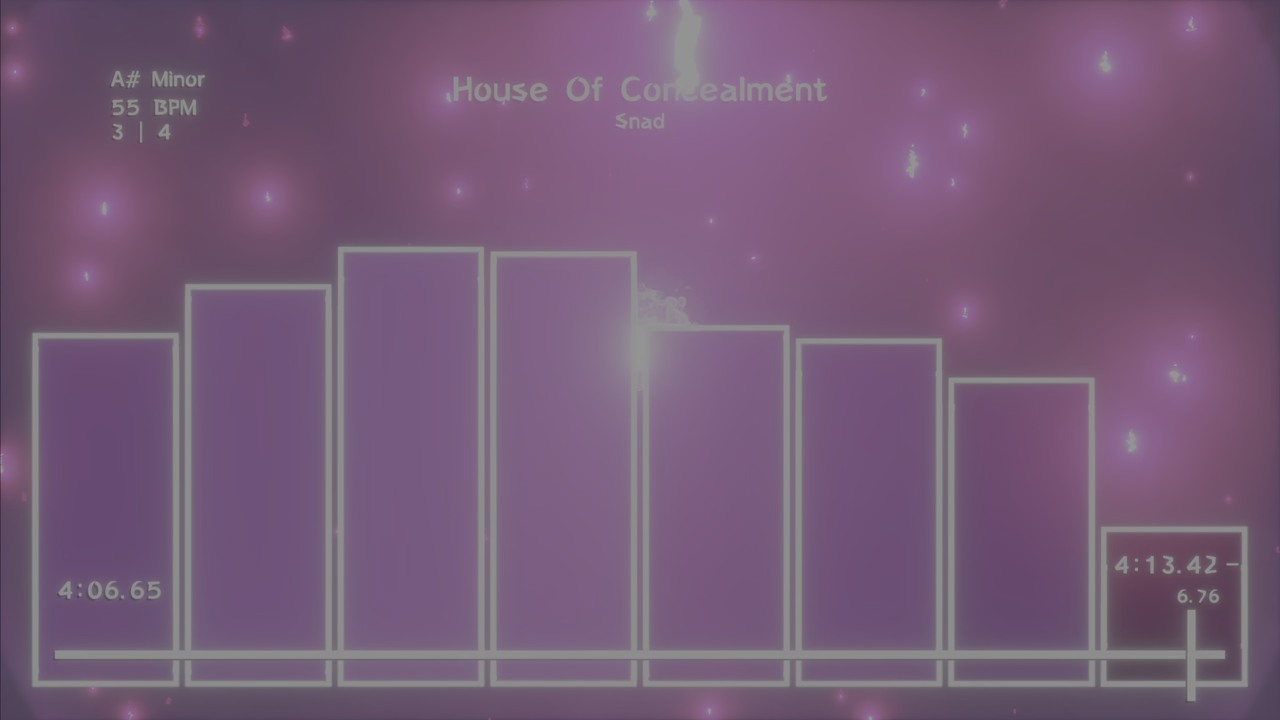 A# Minor
55 BPM
3 | 4
House Of Concealment
Snad
4:06.65
4:13.42 -
6.76